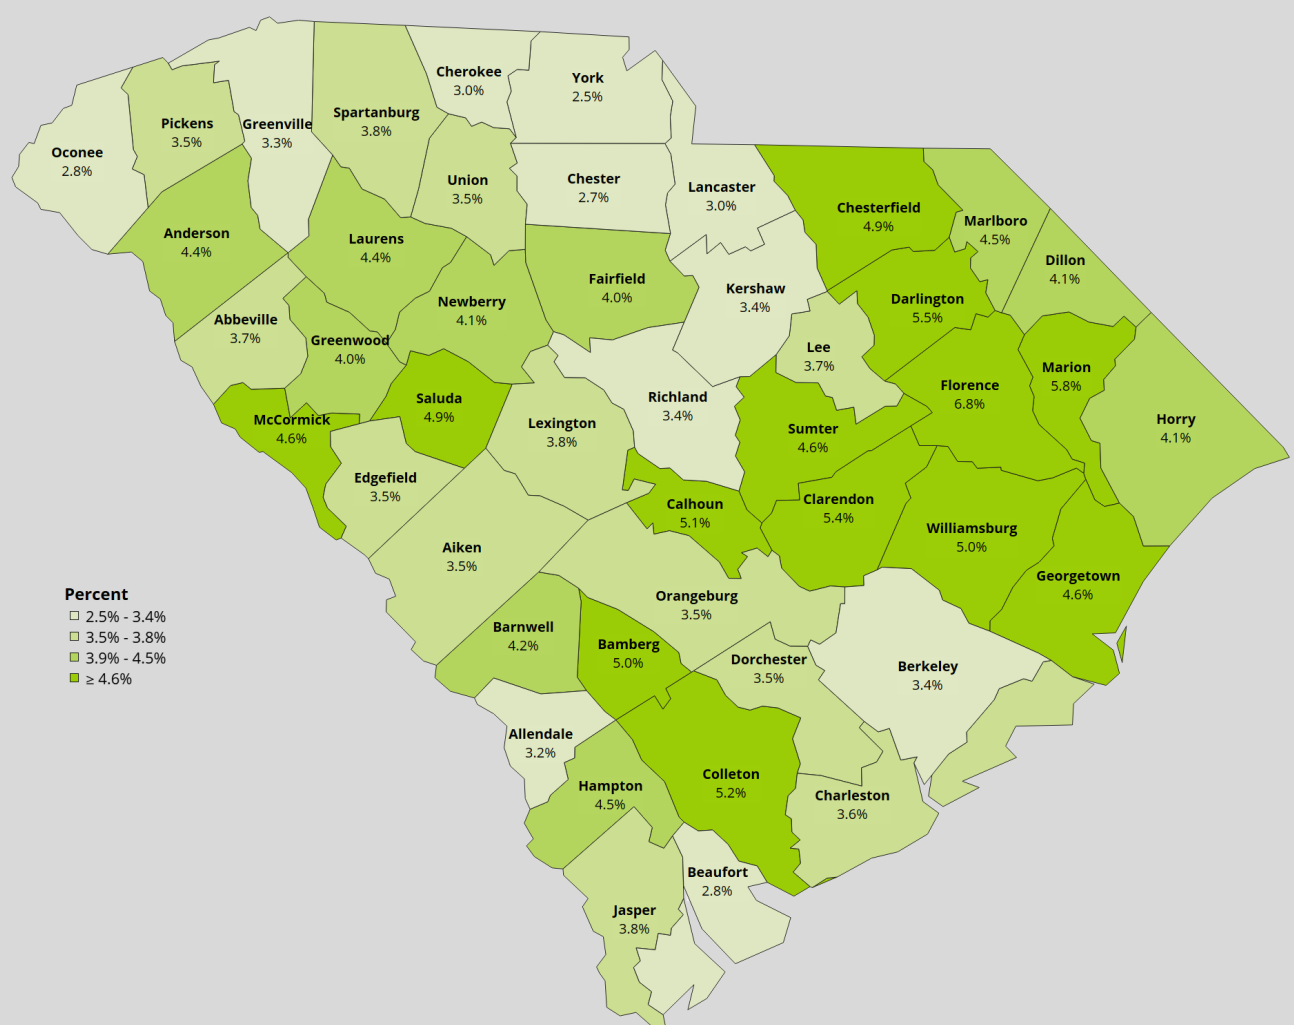 Cherokee
3.0%
York
2.5%
Spartanburg
3.8%
Pickens
3.5%
Greenville
3.3%
Oconee
2.8%
Union
3.5%
Chester
2.7%
Lancaster
3.0%
Chesterfield
4.9%
Marlboro
4.5%
Anderson
4.4%
Laurens
4.4%
Dillon
4.1%
Fairfield
4.0%
Kershaw
3.4%
Darlington
5.5%
Newberry
4.1%
Abbeville
3.7%
Greenwood
4.0%
Lee
3.7%
Marion
5.8%
Florence
6.8%
Saluda
4.9%
Richland
3.4%
McCormick
4.6%
Lexington
3.8%
Sumter
4.6%
Horry
4.1%
Edgefield
3.5%
Calhoun
5.1%
Clarendon
5.4%
Williamsburg
5.0%
Aiken
3.5%
Georgetown
4.6%
Orangeburg
3.5%
Barnwell
4.2%
Bamberg
5.0%
Dorchester
3.5%
Berkeley
3.4%
Allendale
3.2%
Colleton
5.2%
Hampton
4.5%
Charleston
3.6%
Beaufort
2.8%
Jasper
3.8%
Percent
2.5% - 3.4%
3.5% - 3.8%
3.9% - 4.5%
≥ 4.6%